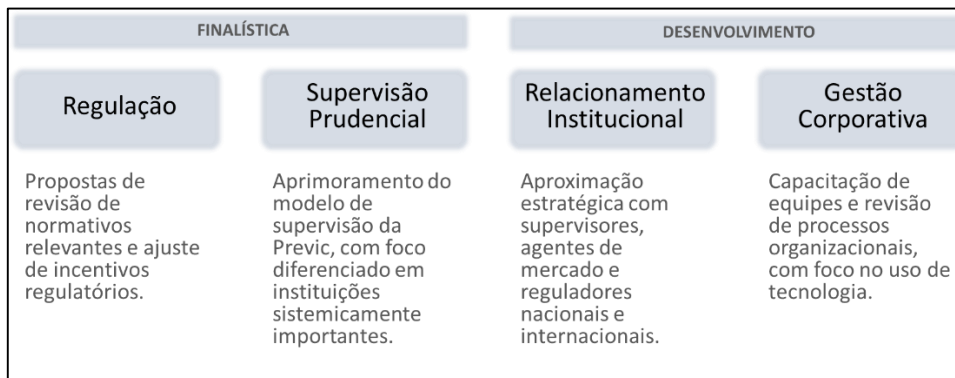 FINALÍSTICA
DESENVOLVIMENTO
Regulação
Supervisão
Prudencial
Relacionamento
Institucional
Gestão
Corporativa
Propostas de
revisão de
normativos
relevantes e ajuste
de incentivos
regulatórios.
Aprimoramento do
modelo de
supervisão da
Previc, com foco
diferenciado em
instituições
sistemicamente
importantes.
Aproximação
estratégica com
supervisores,
agentes de
mercado e
reguladores
nacionais e
internacionais.
Capacitação de
equipes e revisão
de processos
organizacionais,
com foco no uso de
tecnologia.